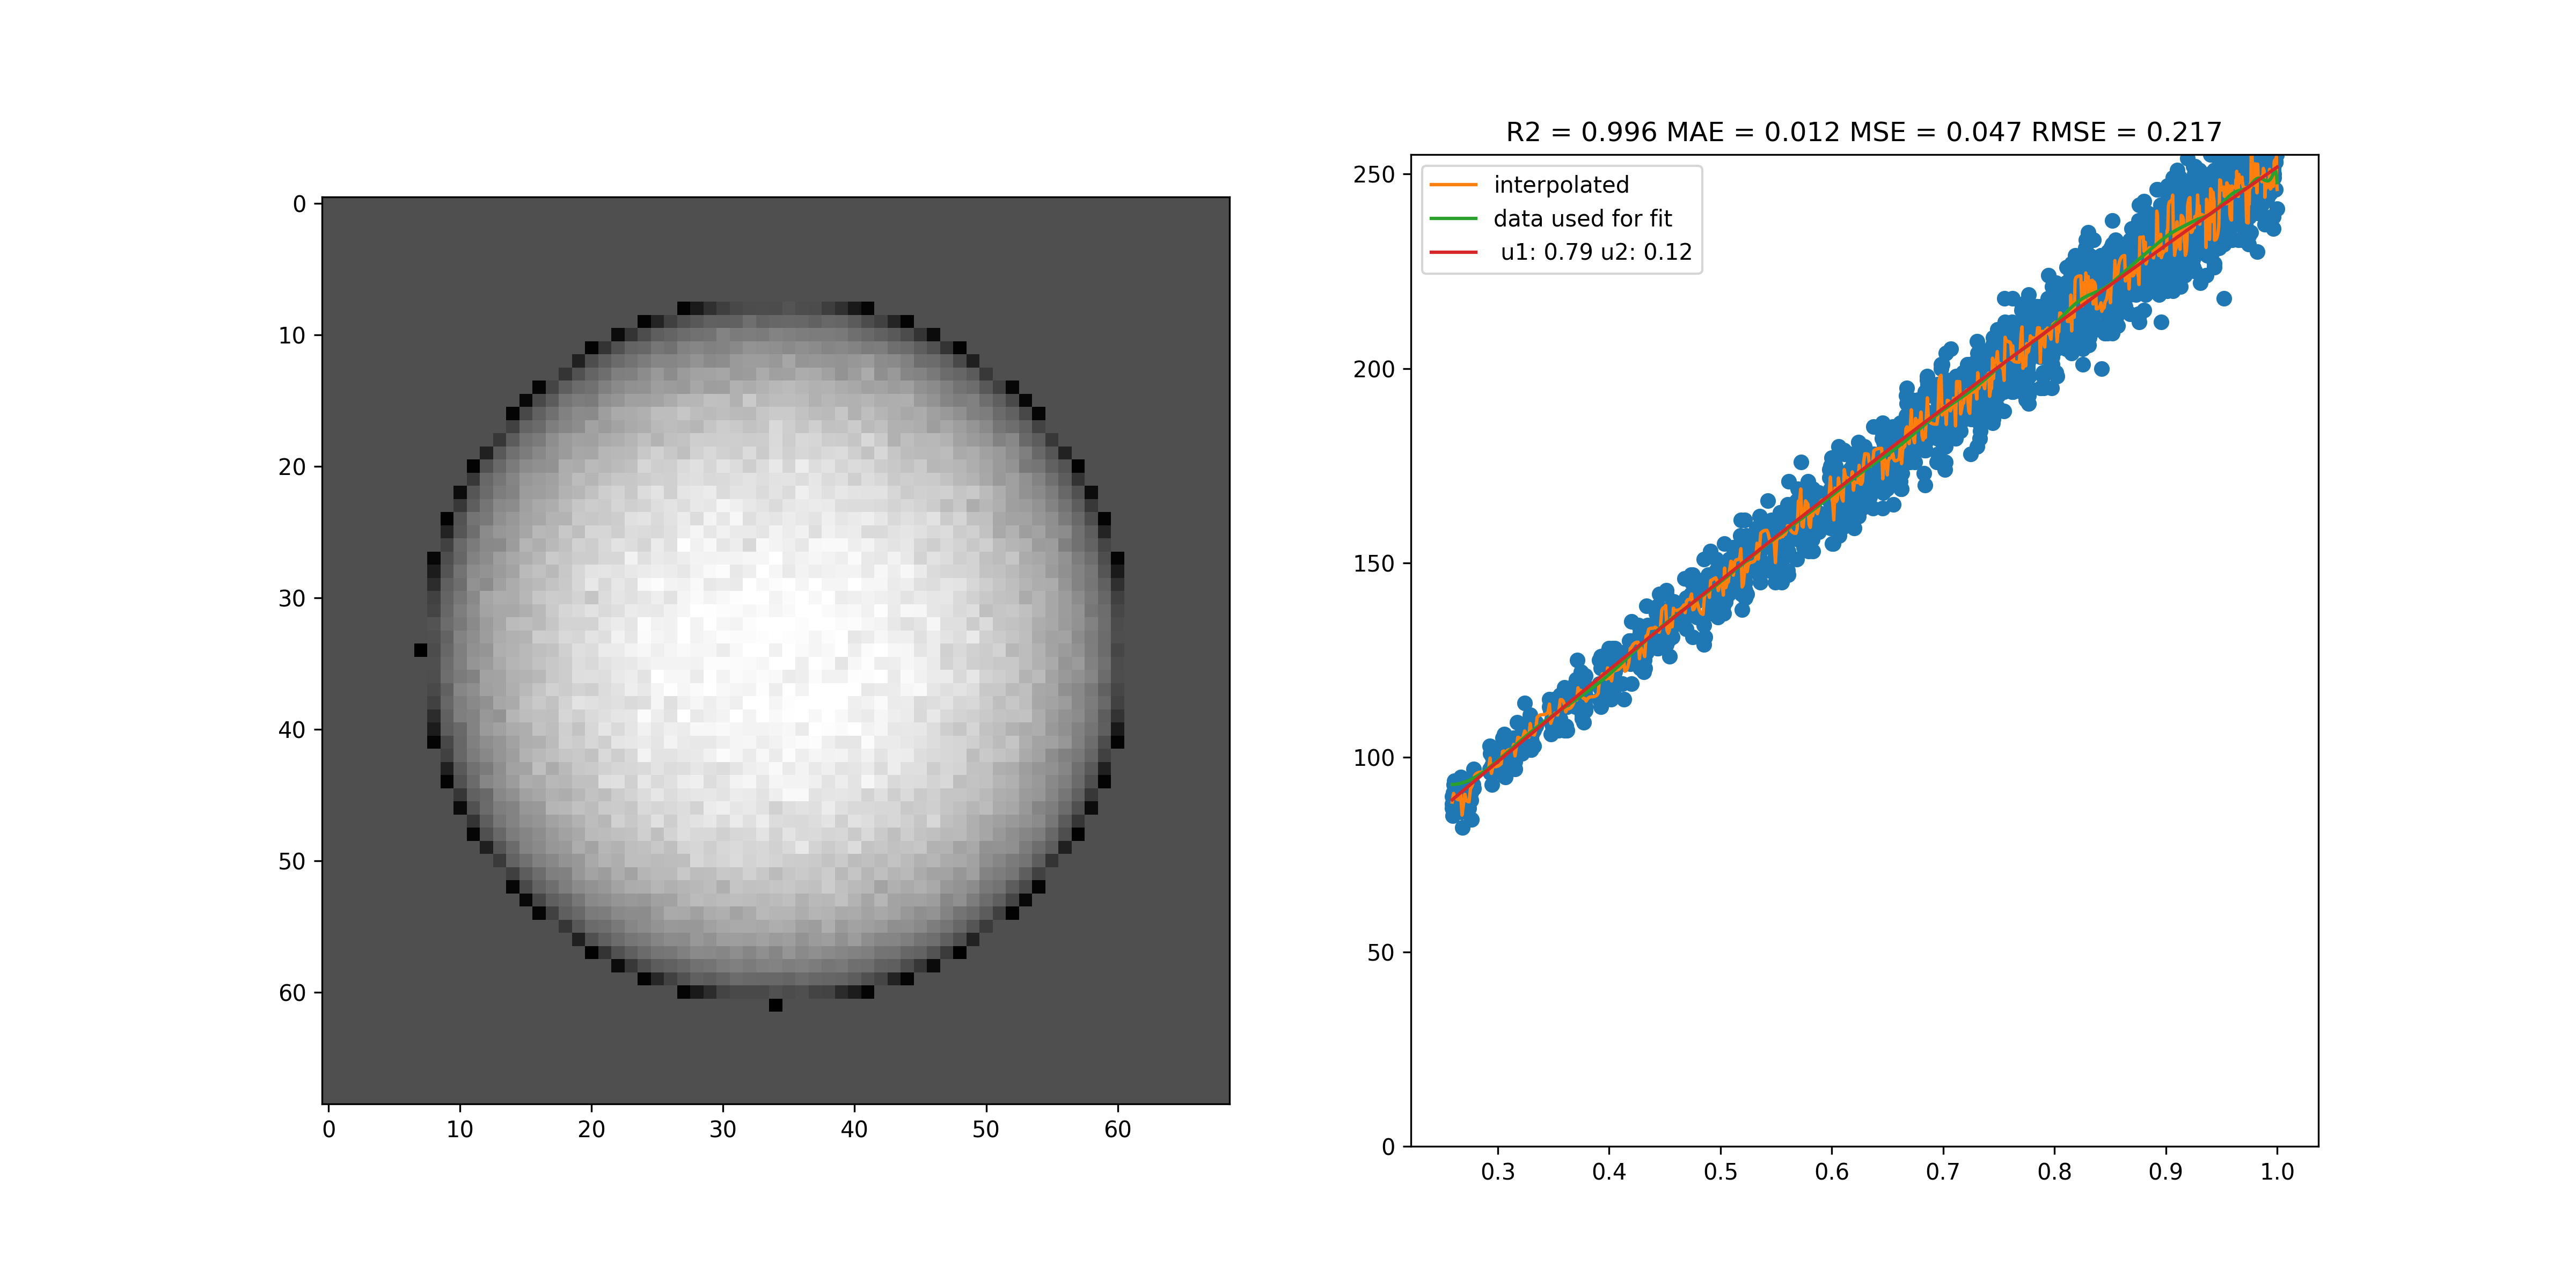 0
10
20
30
40
50
60
0 10 20 30 40 50 60
R2 = 0.996 MAE = 0.012 MSE = 0.047 RMSE = 0.217
interpolated
data used for fit
u1: 0.79 u2: 0.12
250
200
150
100
50
0
0.3 0.4 0.5 0.6 0.7 0.8 0.9 1.0